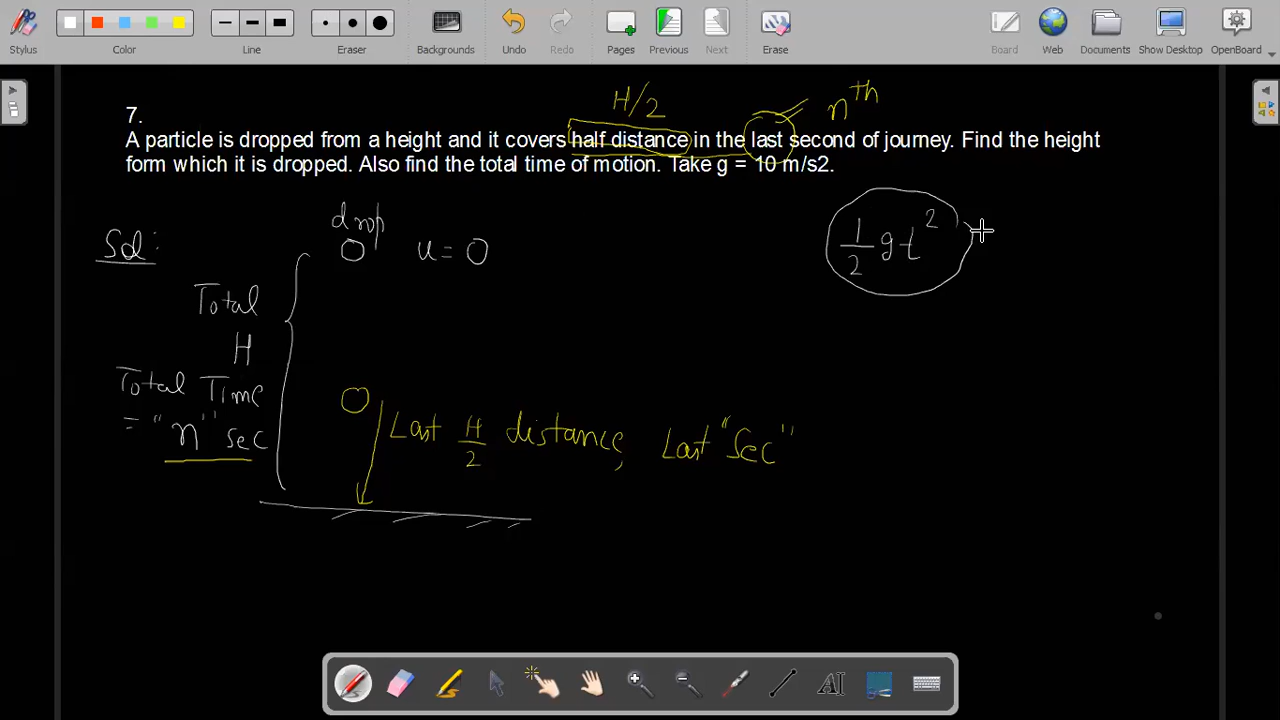 Stylus
Color
Line
Eraser
Backgrounds
Undo
Redo
Pages
Previous
Next
Erase
Board
Web
Documents
Show Desktop
OpenBoard
H/2
nth
7.
A particle is dropped from a height and it covers half distance in the last second of journey. Find the height
form which it is dropped. Also find the total time of motion. Take g = 10 m/s2.
drop
Sol:
u = 0
1/2 gt²
Total
H
Total Time
= "n" sec
Last H/2 distance, Last "Sec"